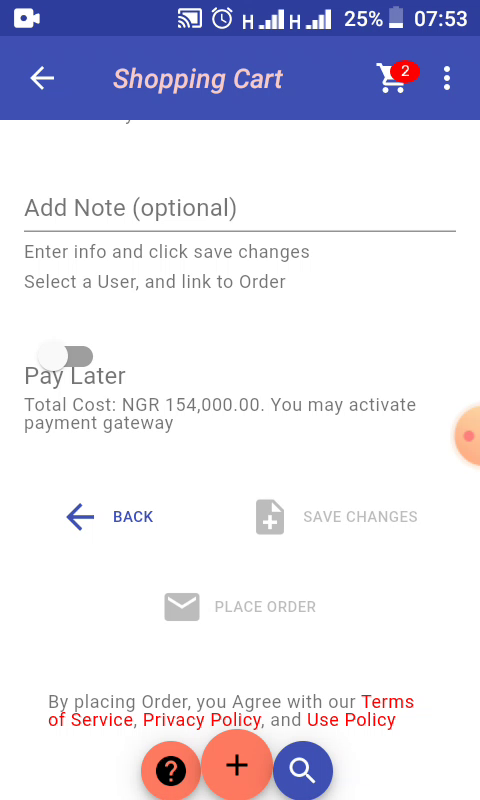 H H 25% 07:53
Shopping Cart 2
Add Note (optional)
Enter info and click save changes
Select a User, and link to Order
Pay Later
Total Cost: NGR 154,000.00. You may activate
payment gateway
BACK SAVE CHANGES
PLACE ORDER
By placing Order, you Agree with our Terms
of Service, Privacy Policy, and Use Policy